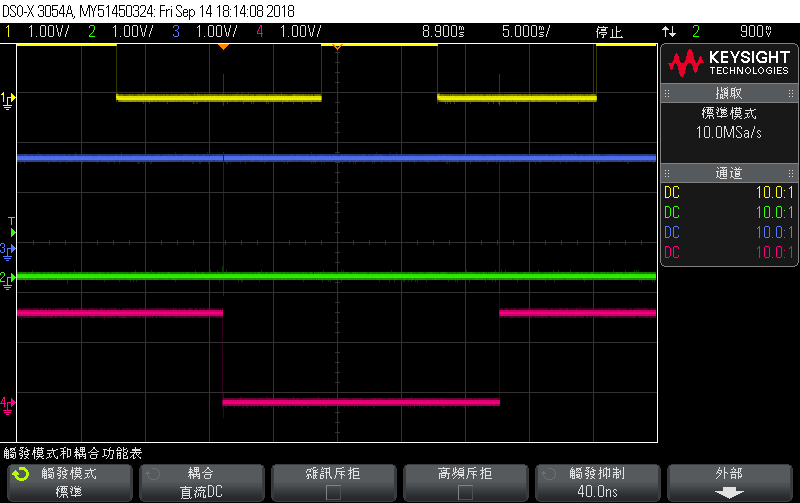 DSO-X 3054A, MY51450324: Fri Sep 14 18:14:08 2018
1 1.00V/ 2 1.00V/ 3 1.00V/ 4 1.00V/ 8.900s 5.000s/ 停止 2 900V
KEYSIGHT
TECHNOLOGIES
擷取
標準模式
10.0MSa/s
通道
DC 10.0:1
DC 10.0:1
DC 10.0:1
DC 10.0:1
1
T
3
2
4
觸發模式和耦合功能表
觸發模式 耦合 雜訊斥拒 高頻斥拒 觸發抑制 外部
標準 直流DC 40.0ns